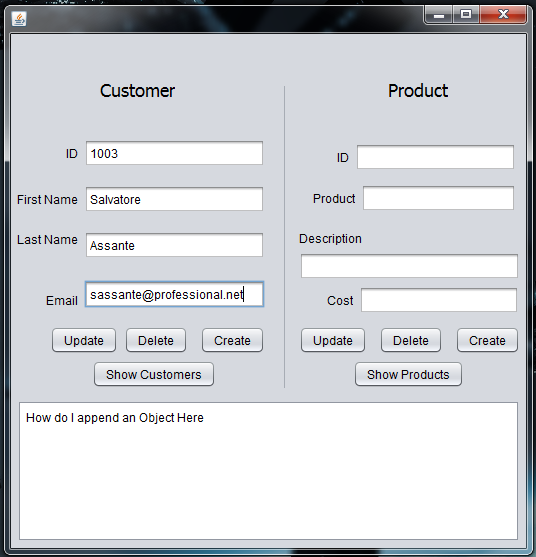 Customer
ID 1003
First Name Salvatore
Last Name Assante
Email sassante@professional.net
Update Delete Create
Show Customers
Product
ID
Product
Description
Cost
Update Delete Create
Show Products
How do I append an Object Here